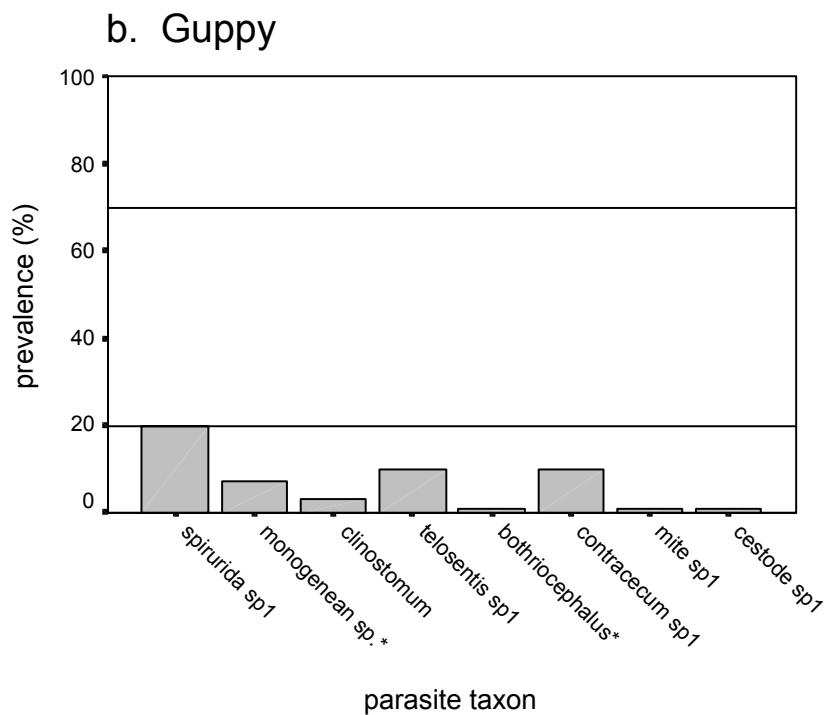 b. Guppy
100
80
60
40
20
0
prevalence (%)
spirurida sp1
monogenean sp.*
clinostomum
telosentis sp1
bothriocephalus*
contracecum sp1
mite sp1
cestode sp1
parasite taxon